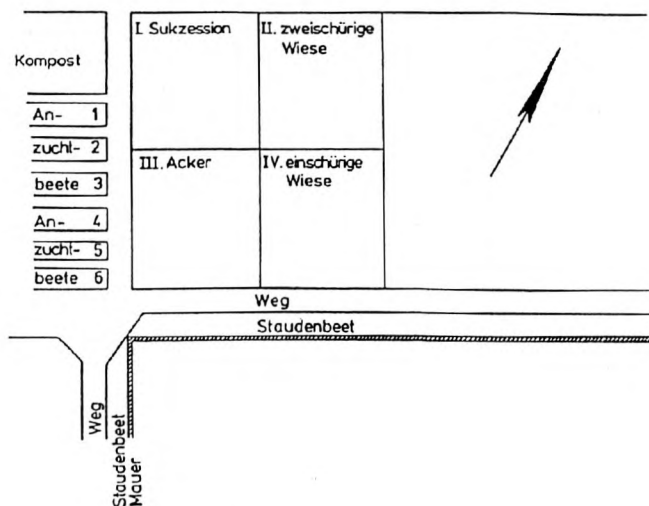 I. Sukzession
II. zweischürige
Wiese
Kompost
An- 1
zucht- 2
beete 3
An- 4
zucht- 5
beete 6
III. Acker
IV. einschürige
Wiese
Weg
Staudenbeet
Weg
Staudenbeet
Mauer